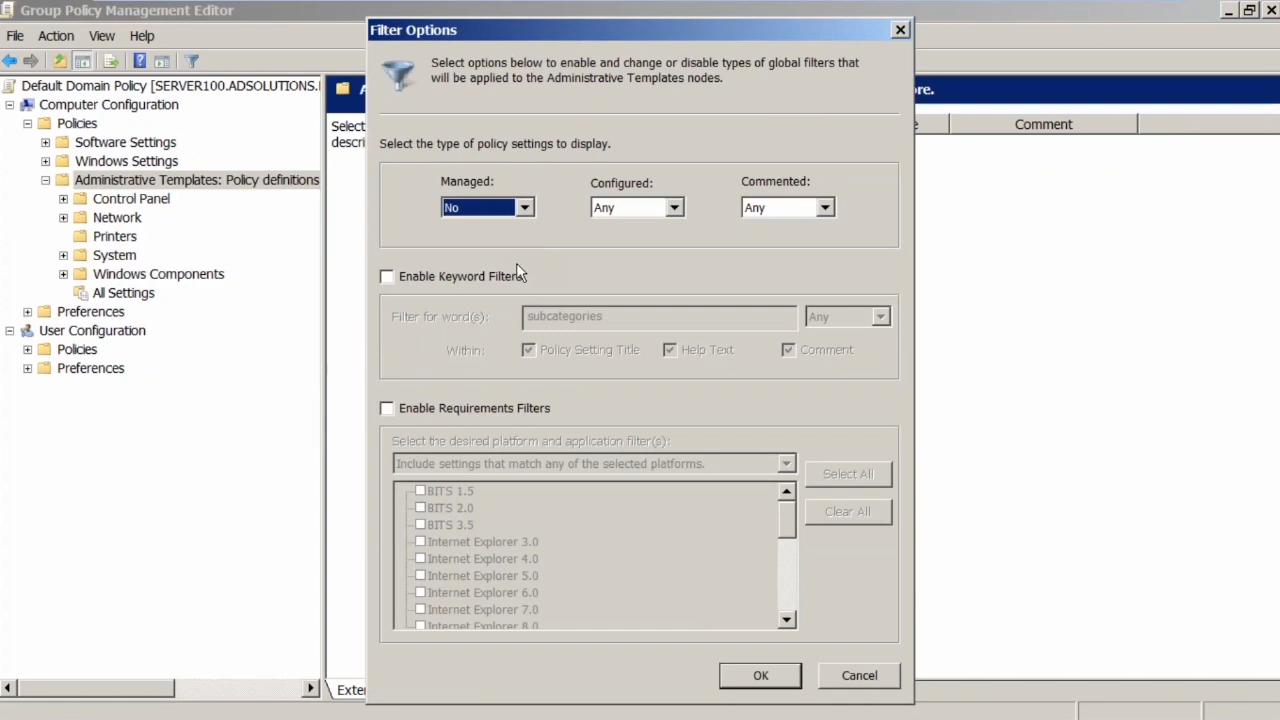 Group Policy Management Editor
File Action View Help
Default Domain Policy [SERVER100.ADSOLUTIONS.
Computer Configuration
Policies
Software Settings
Windows Settings
Administrative Templates: Policy definitions
Control Panel
Network
Printers
System
Windows Components
All Settings
Preferences
User Configuration
Policies
Preferences
Select
descri
re.
Comment
Exter
Filter Options
Select options below to enable and change or disable types of global filters that
will be applied to the Administrative Templates nodes.
Select the type of policy settings to display.
Managed: Configured: Commented:
No Any Any
Enable Keyword Filters
Filter for word(s): subcategories Any
Within: Policy Setting Title Help Text Comment
Enable Requirements Filters
Select the desired platform and application filter(s):
Include settings that match any of the selected platforms.
Select All
Clear All
BITS 1.5
BITS 2.0
BITS 3.5
Internet Explorer 3.0
Internet Explorer 4.0
Internet Explorer 5.0
Internet Explorer 6.0
Internet Explorer 7.0
Internet Explorer 8.0
OK Cancel